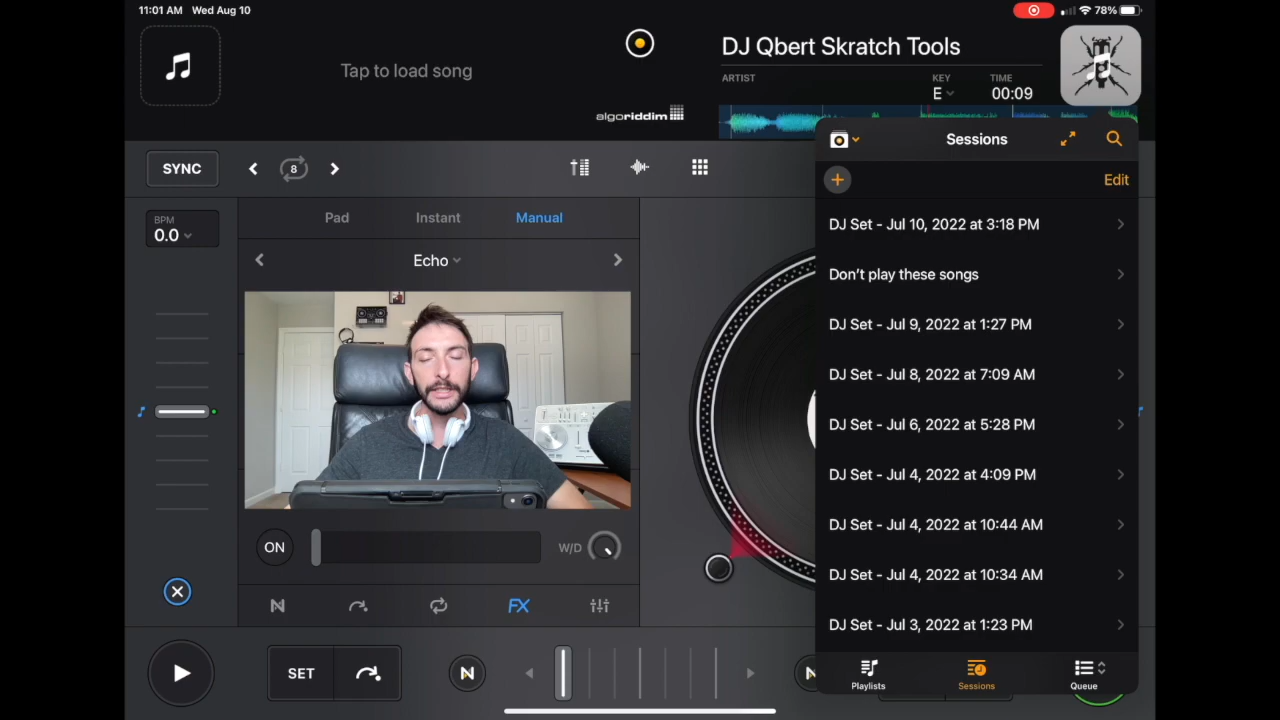 11:01 AM Wed Aug 10
78%
Tap to load song
algoriddim
DJ Qbert Skratch Tools
ARTIST
KEY
E
TIME
00:09
SYNC
8
BPM
0.0
Pad
Instant
Manual
Echo
ON
W/D
FX
SET
Sessions
Edit
DJ Set - Jul 10, 2022 at 3:18 PM
Don’t play these songs
DJ Set - Jul 9, 2022 at 1:27 PM
DJ Set - Jul 8, 2022 at 7:09 AM
DJ Set - Jul 6, 2022 at 5:28 PM
DJ Set - Jul 4, 2022 at 4:09 PM
DJ Set - Jul 4, 2022 at 10:44 AM
DJ Set - Jul 4, 2022 at 10:34 AM
DJ Set - Jul 3, 2022 at 1:23 PM
Playlists
Sessions
Queue